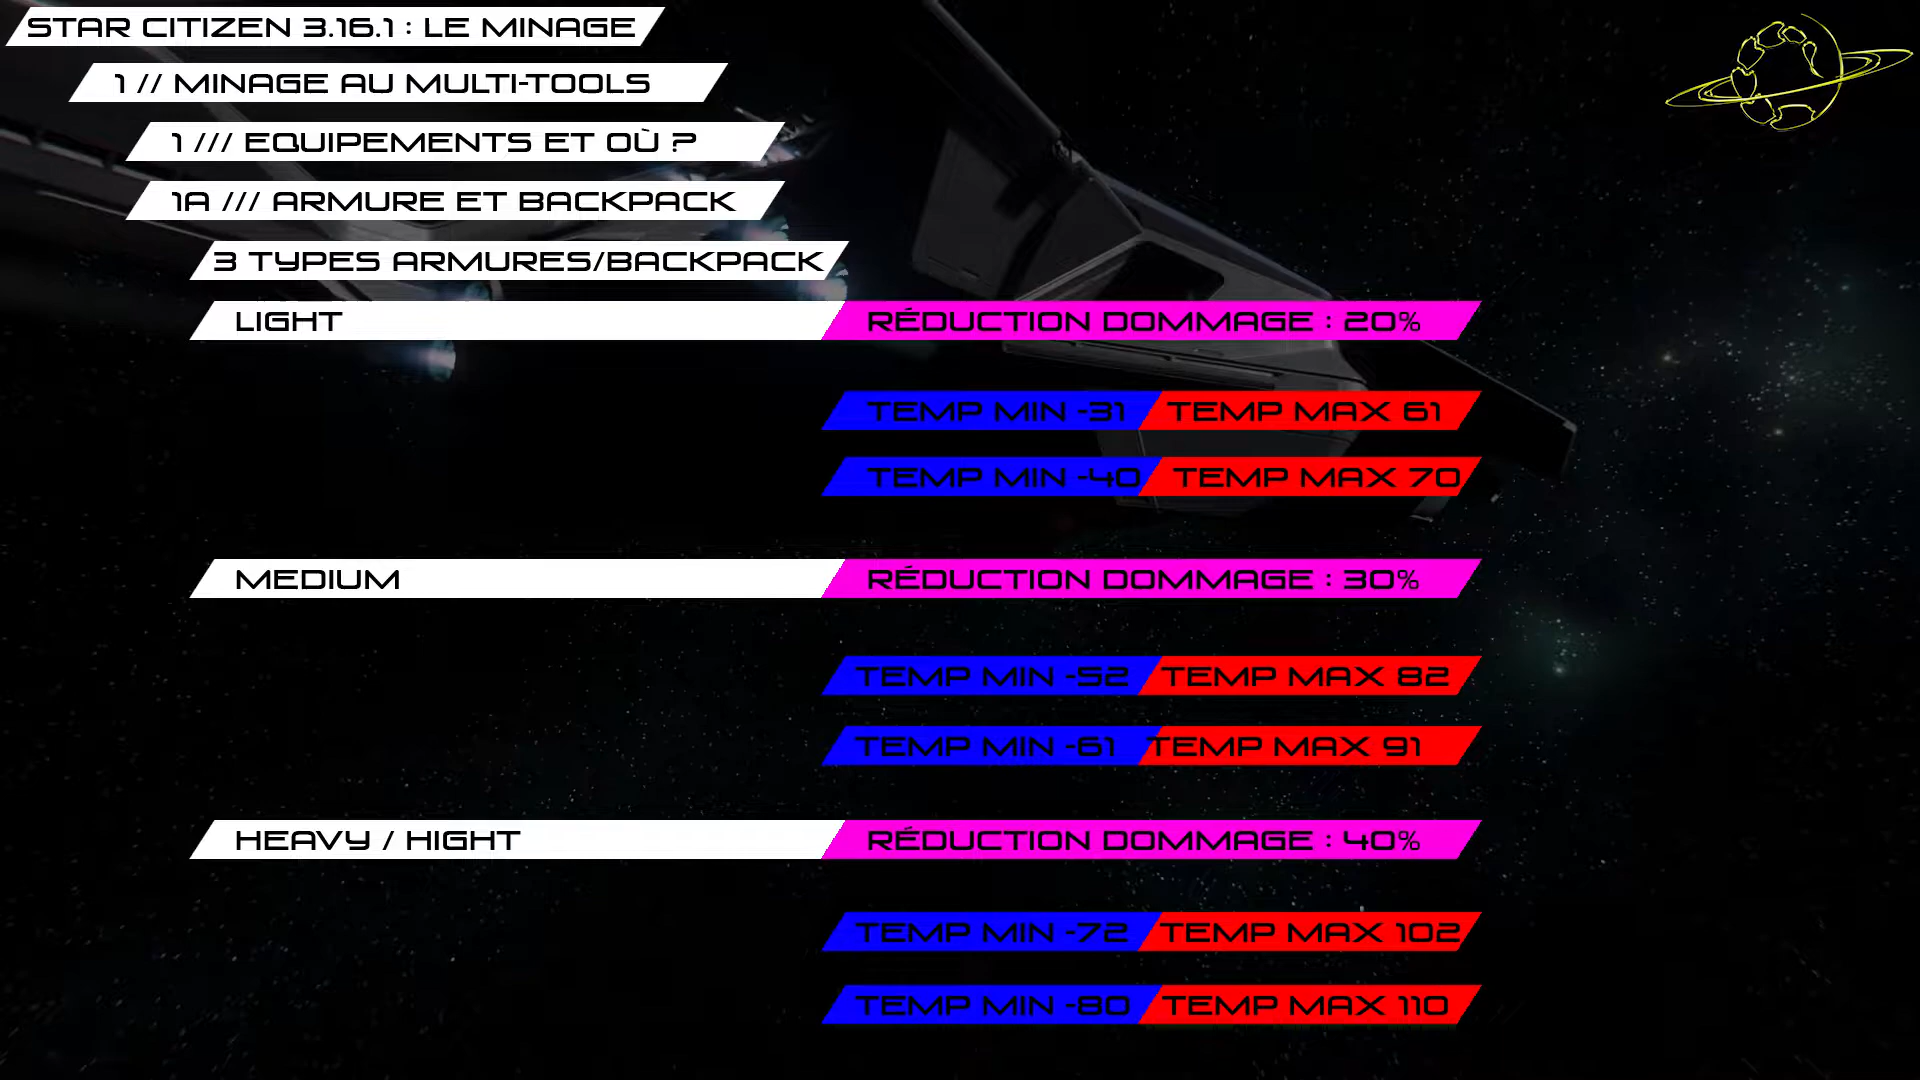 STAR CITIZEN 3.16.1 : LE MINAGE
1 // MINAGE AU MULTI-TOOLS
1 /// EQUIPEMENTS ET OÙ ?
1A /// ARMURE ET BACKPACK
3 TYPES ARMURES/BACKPACK
LIGHT RÉDUCTION DOMMAGE : 20%
TEMP MIN -31 TEMP MAX 61
TEMP MIN -40 TEMP MAX 70
MEDIUM RÉDUCTION DOMMAGE : 30%
TEMP MIN -52 TEMP MAX 82
TEMP MIN -61 TEMP MAX 91
HEAVY / HIGHT RÉDUCTION DOMMAGE : 40%
TEMP MIN -72 TEMP MAX 102
TEMP MIN -80 TEMP MAX 110